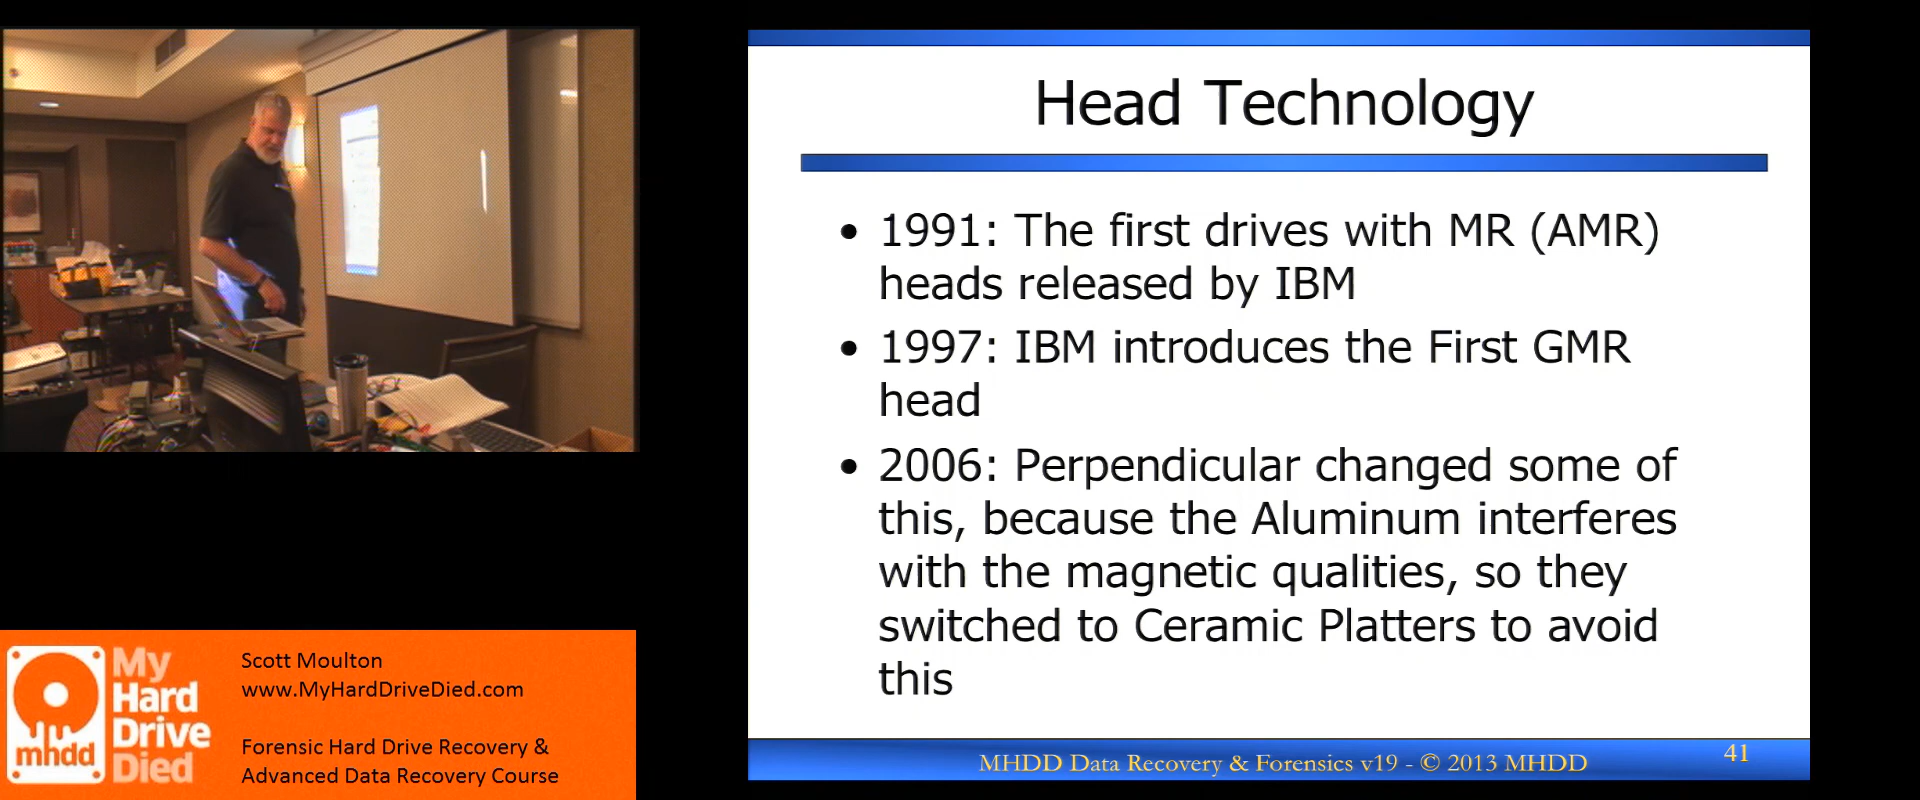 Head Technology
• 1991: The first drives with MR (AMR)
heads released by IBM
• 1997: IBM introduces the First GMR
head
• 2006: Perpendicular changed some of
this, because the Aluminum interferes
with the magnetic qualities, so they
switched to Ceramic Platters to avoid
this
MHDD Data Recovery & Forensics v19 - © 2013 MHDD
41
My
Hard
Drive
Died
mhdd
Scott Moulton
www.MyHardDriveDied.com
Forensic Hard Drive Recovery &
Advanced Data Recovery Course